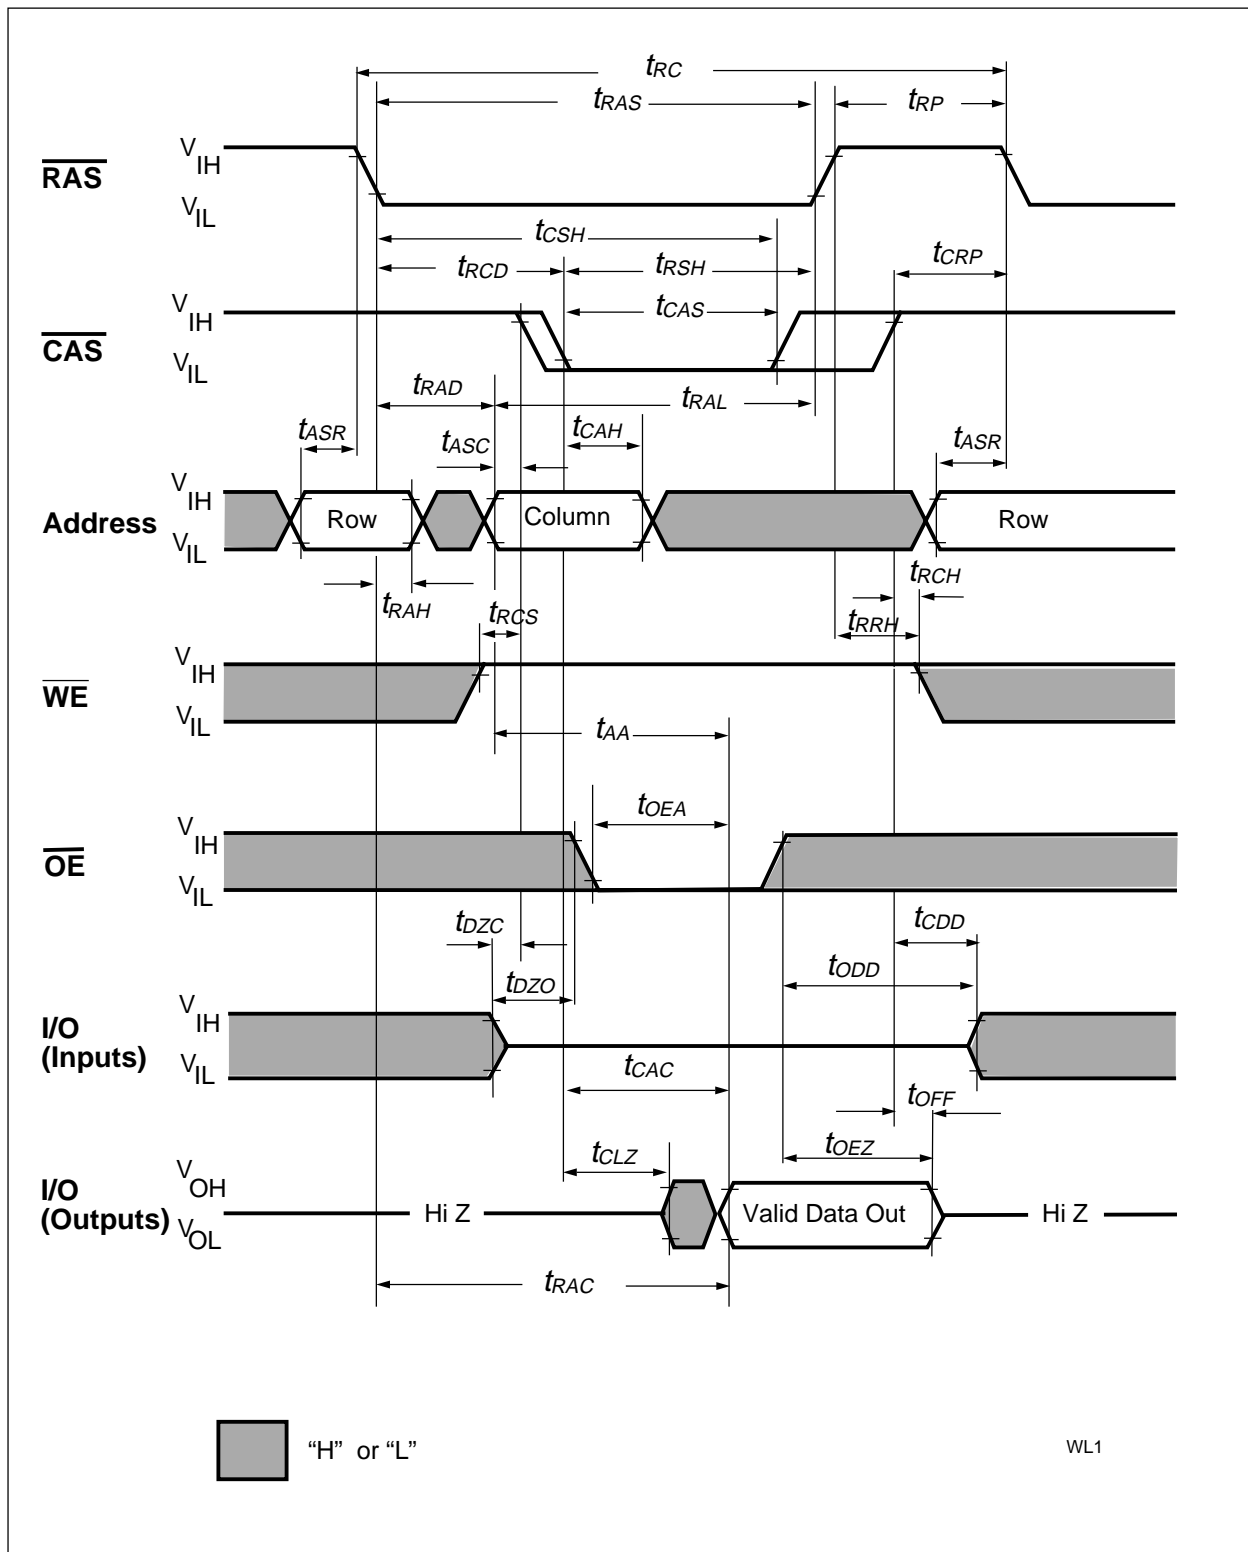 tRC
tRAS
tRP
RAS
VIH
VIL
tCSH
tRCD
tRSH
tCRP
tCAS
CAS
VIH
VIL
tRAD
tRAL
tASR
tASC
tCAH
tASR
Address
VIH
VIL
Row
Column
Row
tRAH
tRCS
tRCH
tRRH
WE
VIH
VIL
tAA
tOEA
OE
VIH
VIL
tDZC
tCDD
tDZO
tODD
I/O
(Inputs)
VIH
VIL
tCAC
tOFF
tCLZ
tOEZ
I/O
(Outputs)
VOH
VOL
Hi Z
Valid Data Out
Hi Z
tRAC
“H” or “L”
WL1